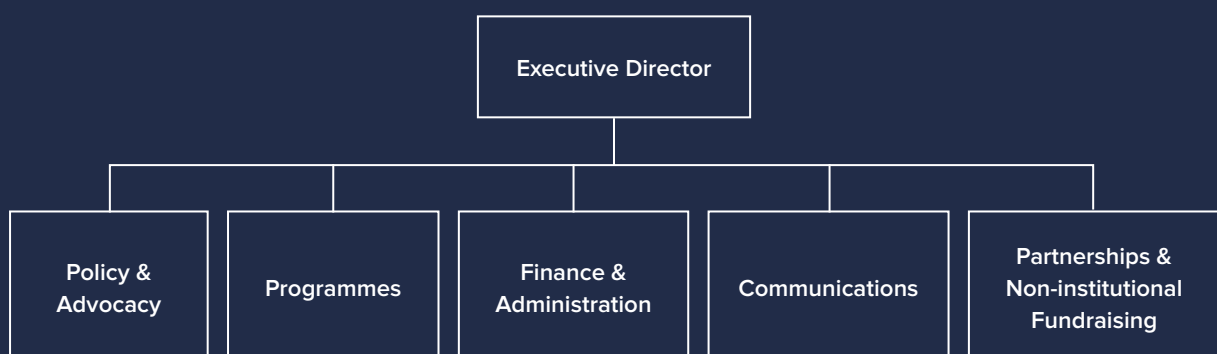 Executive Director
Policy &
Advocacy
Programmes
Finance &
Administration
Communications
Partnerships &
Non-institutional
Fundraising